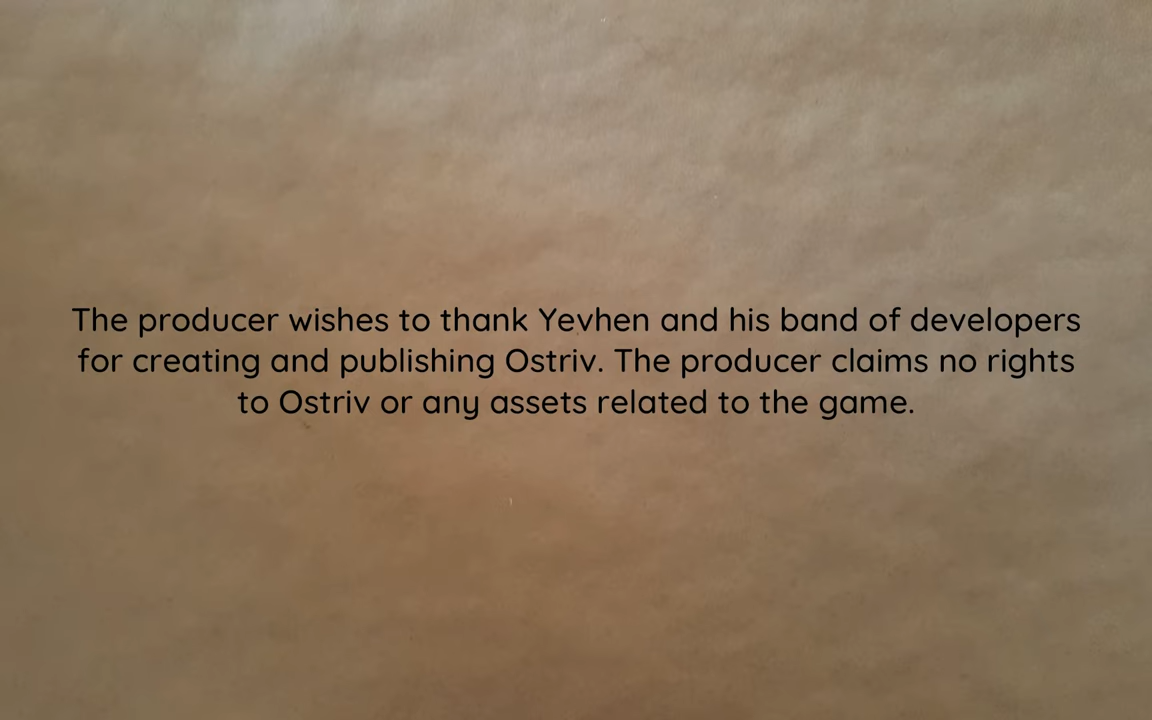 The producer wishes to thank Yevhen and his band of developers
for creating and publishing Ostriv. The producer claims no rights
to Ostriv or any assets related to the game.